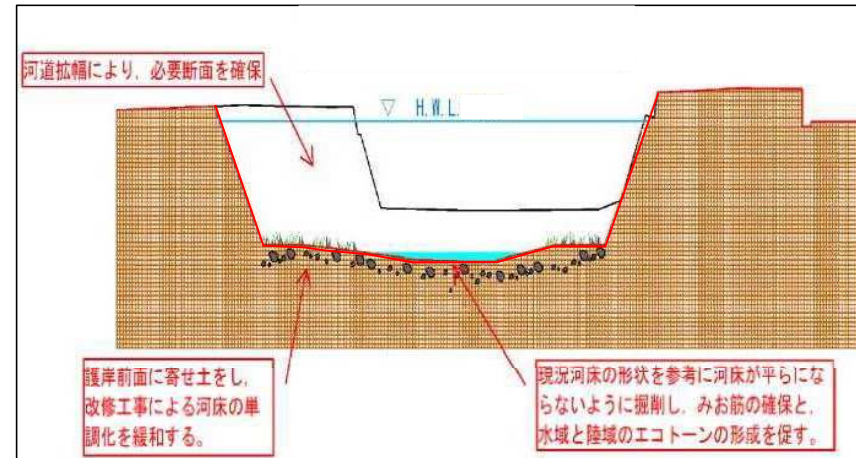 河道拡幅により、必要断面を確保
▽ H.W.L.
護岸前面に寄せ土をし、
改修工事による河床の単
調化を緩和する。
現況河床の形状を参考に河床が平らにな
らないように掘削し、みお筋の確保と、
水域と陸域のエコトーンの形成を促す。